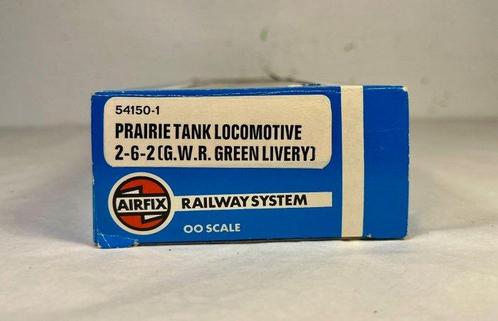 54150-1
PRAIRIE TANK LOCOMOTIVE
2-6-2 (G.W.R. GREEN LIVERY)
AIRFIX RAILWAY SYSTEM
OO SCALE